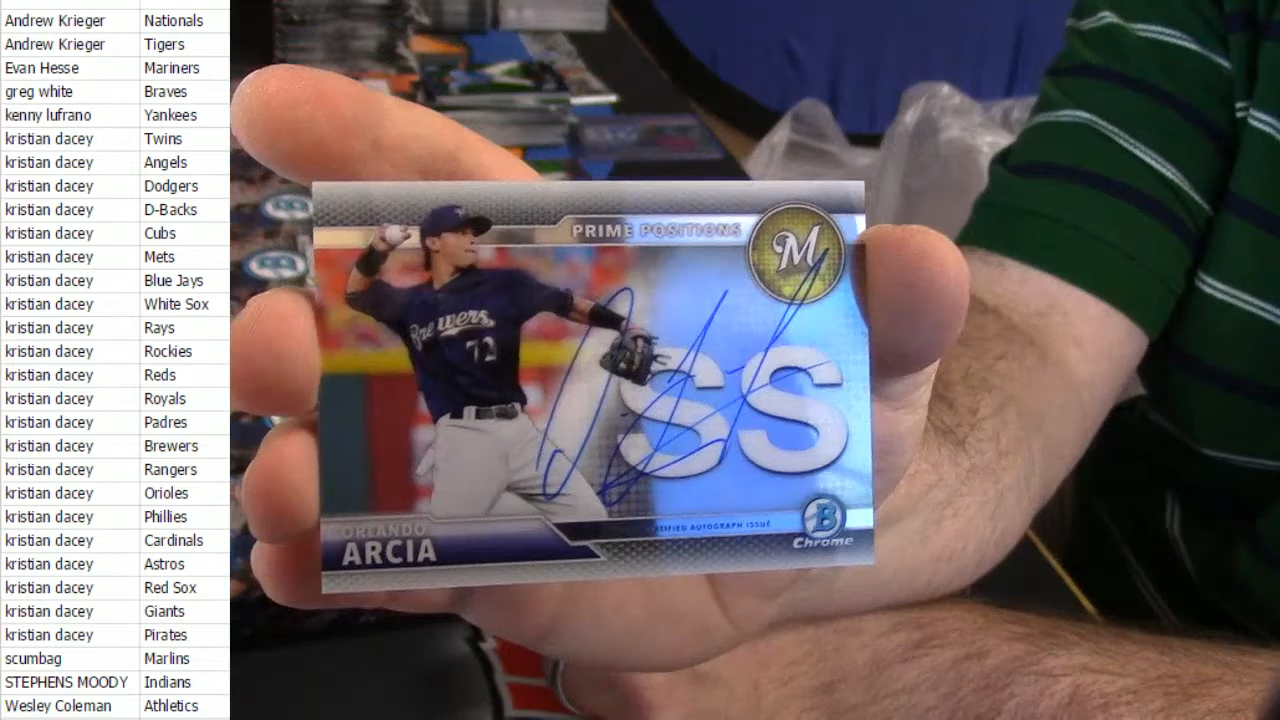 Andrew Krieger Nationals
Andrew Krieger Tigers
Evan Hesse Mariners
greg white Braves
kenny lufrano Yankees
kristian dacey Twins
kristian dacey Angels
kristian dacey Dodgers
kristian dacey D-Backs
kristian dacey Cubs
kristian dacey Mets
kristian dacey Blue Jays
kristian dacey White Sox
kristian dacey Rays
kristian dacey Rockies
kristian dacey Reds
kristian dacey Royals
kristian dacey Padres
kristian dacey Brewers
kristian dacey Rangers
kristian dacey Orioles
kristian dacey Phillies
kristian dacey Cardinals
kristian dacey Astros
kristian dacey Red Sox
kristian dacey Giants
kristian dacey Pirates
scumbag Marlins
STEPHENS MOODY Indians
Wesley Coleman Athletics
PRIME POSITIONS
M
Brewers
72
SS
AUTOGRAPH ISSUE
B
Chrome
ORLANDO
ARCIA